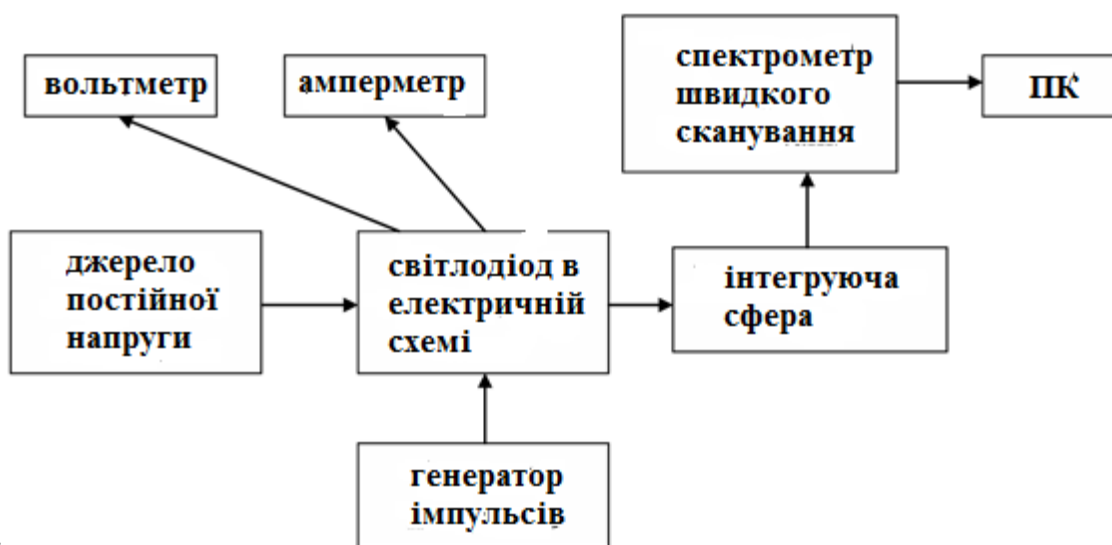 вольтметр
амперметр
спектрометр
швидкого
сканування
ПК
джерело
постійної
напруги
світлодіод в
електричній
схемі
інтегруюча
сфера
генератор
імпульсів